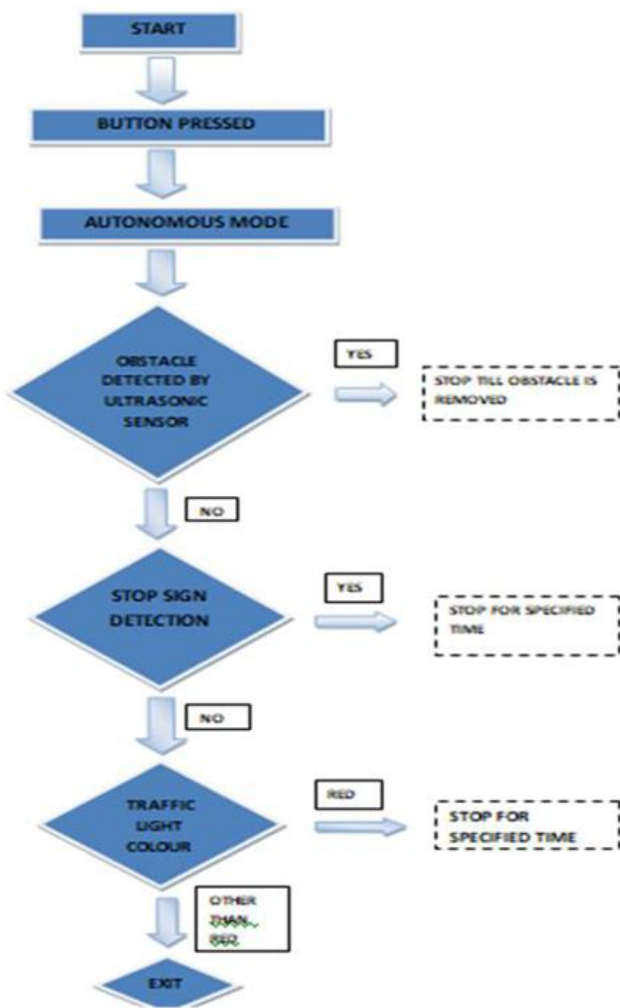 START
BUTTON PRESSED
AUTONOMOUS MODE
OBSTACLE
DETECTED BY
ULTRASONIC
SENSOR
YES
STOP TILL OBSTACLE IS
REMOVED
NO
STOP SIGN
DETECTION
YES
STOP FOR SPECIFIED
TIME
NO
TRAFFIC
LIGHT
COLOUR
RED
STOP FOR
SPECIFIED TIME
OTHER
THAN
RED
EXIT